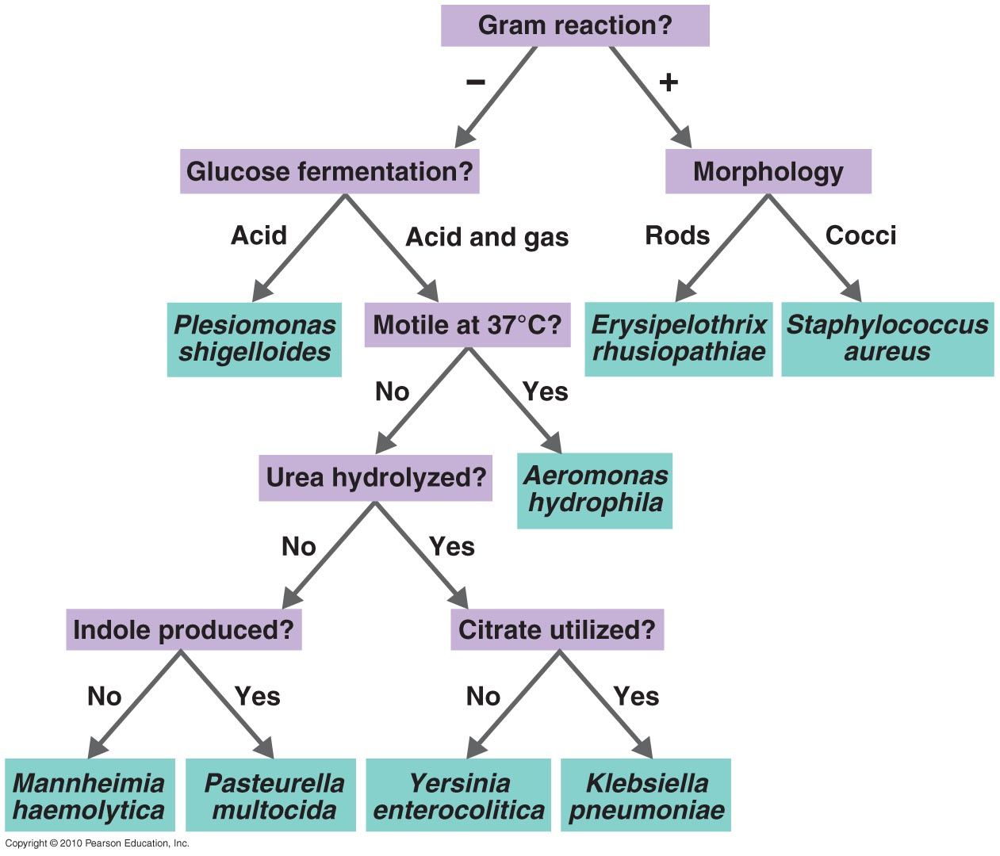 Gram reaction?
−
+
Glucose fermentation?
Morphology
Acid
Acid and gas
Rods
Cocci
Plesiomonas
shigelloides
Motile at 37°C?
Erysipelothrix
rhusiopathiae
Staphylococcus
aureus
No
Yes
Urea hydrolyzed?
Aeromonas
hydrophila
No
Yes
Indole produced?
Citrate utilized?
No
Yes
No
Yes
Mannheimia
haemolytica
Pasteurella
multocida
Yersinia
enterocolitica
Klebsiella
pneumoniae
Copyright © 2010 Pearson Education, Inc.